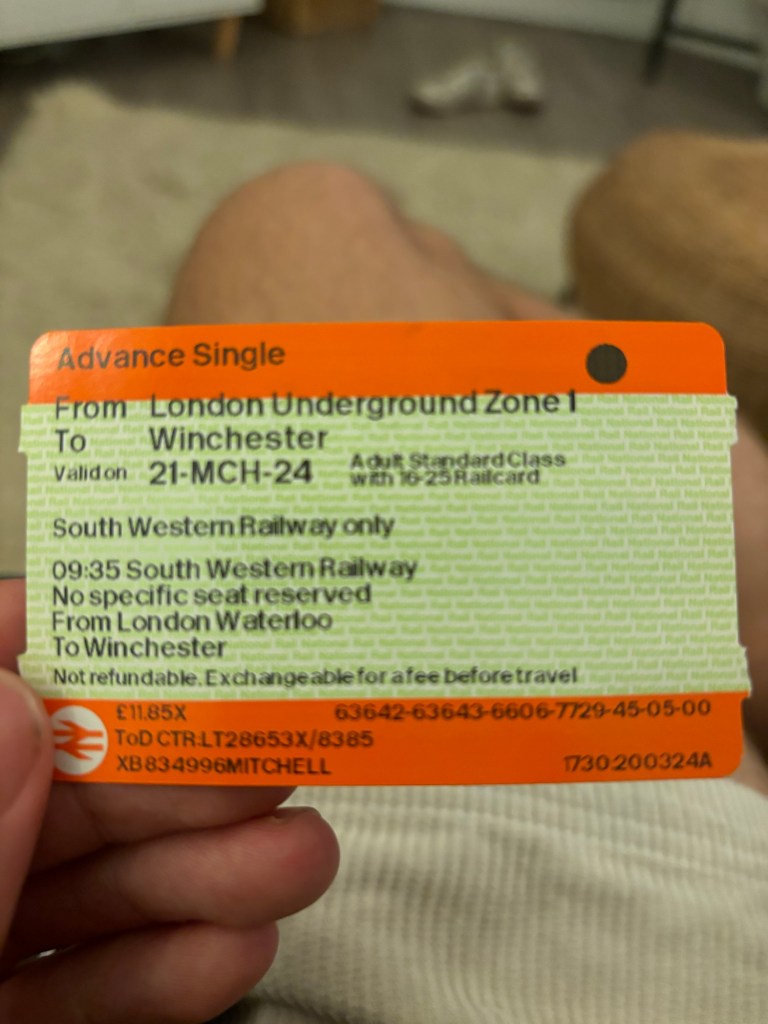 Advance Single
From London Underground Zone 1
To Winchester
Valid on 21-MCH-24 Adult Standard Class
with 16-25 Railcard
South Western Railway only
09:35 South Western Railway
No specific seat reserved
From London Waterloo
To Winchester
Not refundable. Exchangeable for a fee before travel
£11.85X 63642-63643-6606-7729-45-05-00
ToD CTR:LT28653X/8385
XB834996MITCHELL 1730:200324A